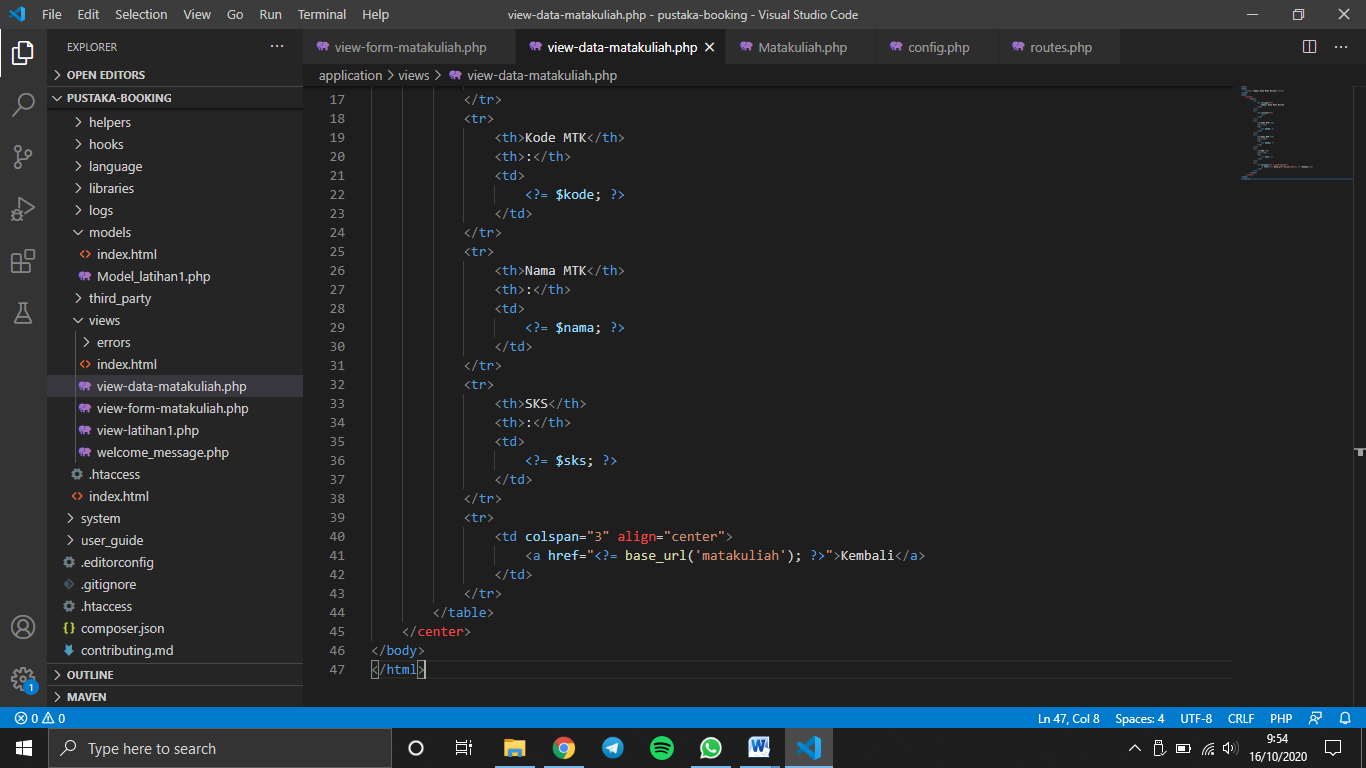 File Edit Selection View Go Run Terminal Help view-data-matakuliah.php - pustaka-booking - Visual Studio Code
EXPLORER
OPEN EDITORS
PUSTAKA-BOOKING
helpers
hooks
language
libraries
logs
models
index.html
Model_latihan1.php
third_party
views
errors
index.html
view-data-matakuliah.php
view-form-matakuliah.php
view-latihan1.php
welcome_message.php
.htaccess
index.html
system
user_guide
.editorconfig
.gitignore
.htaccess
composer.json
contributing.md
OUTLINE
MAVEN
1
view-form-matakuliah.php view-data-matakuliah.php Matakuliah.php config.php routes.php
application > views > view-data-matakuliah.php
17 </tr>
18 <tr>
19 <th>Kode MTK</th>
20 <th>:</th>
21 <td>
22 <?= $kode; ?>
23 </td>
24 </tr>
25 <tr>
26 <th>Nama MTK</th>
27 <th>:</th>
28 <td>
29 <?= $nama; ?>
30 </td>
31 </tr>
32 <tr>
33 <th>SKS</th>
34 <th>:</th>
35 <td>
36 <?= $sks; ?>
37 </td>
38 </tr>
39 <tr>
40 <td colspan="3" align="center">
41 <a href="<?= base_url('matakuliah'); ?>">Kembali</a>
42 </td>
43 </tr>
44 </table>
45 </center>
46 </body>
47 </html>
0 0 Ln 47, Col 8 Spaces: 4 UTF-8 CRLF PHP
Type here to search
9:54
16/10/2020